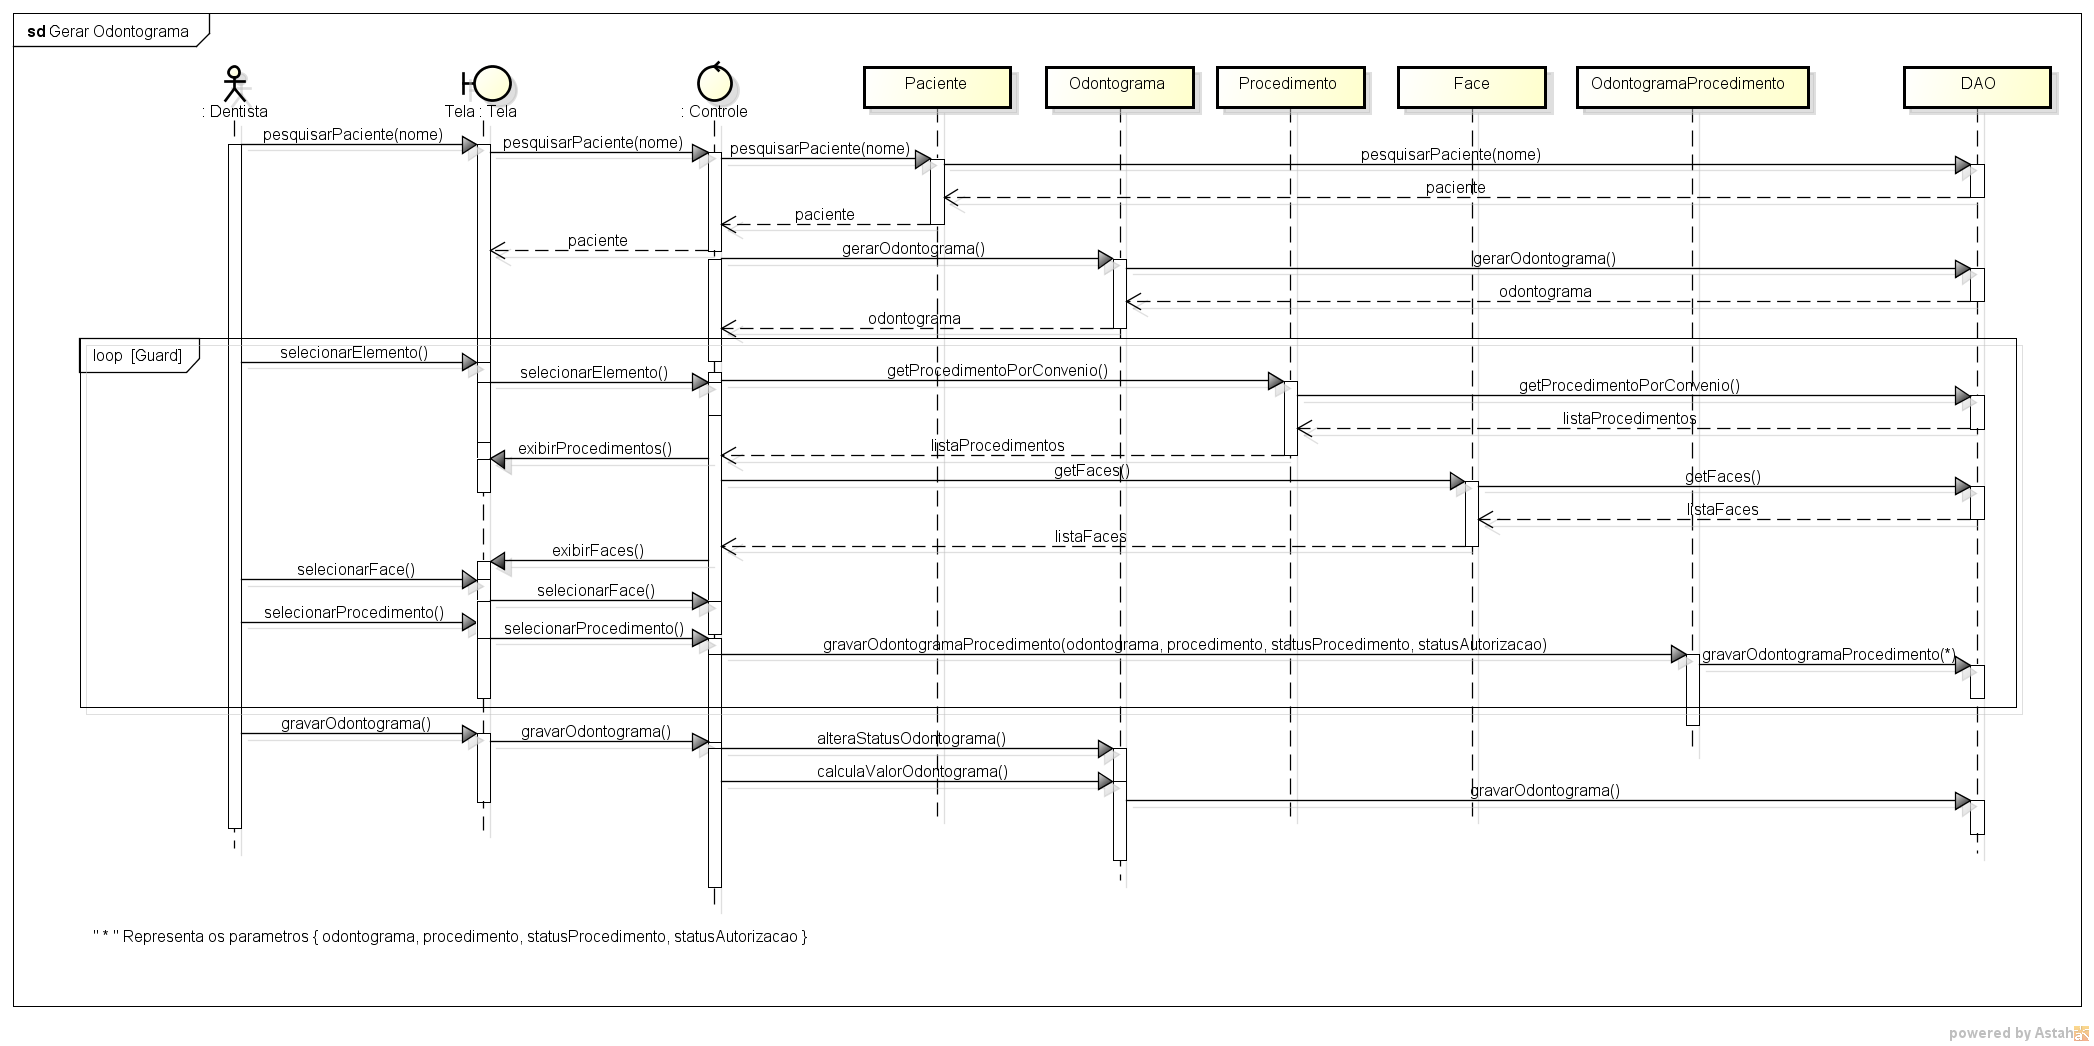 sd Gerar Odontograma
: Dentista
Tela : Tela
: Controle
Paciente
Odontograma
Procedimento
Face
OdontogramaProcedimento
DAO
pesquisarPaciente(nome)
pesquisarPaciente(nome)
pesquisarPaciente(nome)
pesquisarPaciente(nome)
paciente
paciente
paciente
gerarOdontograma()
gerarOdontograma()
odontograma
odontograma
loop [Guard]
selecionarElemento()
selecionarElemento()
getProcedimentoPorConvenio()
getProcedimentoPorConvenio()
listaProcedimentos
listaProcedimentos
exibirProcedimentos()
getFaces()
getFaces()
listaFaces
listaFaces
exibirFaces()
selecionarFace()
selecionarFace()
selecionarProcedimento()
selecionarProcedimento()
gravarOdontogramaProcedimento(odontograma, procedimento, statusProcedimento, statusAutorizacao)
gravarOdontogramaProcedimento(*)
gravarOdontograma()
gravarOdontograma()
alteraStatusOdontograma()
calculaValorOdontograma()
gravarOdontograma()
" * " Representa os parametros { odontograma, procedimento, statusProcedimento, statusAutorizacao }
powered by Astah